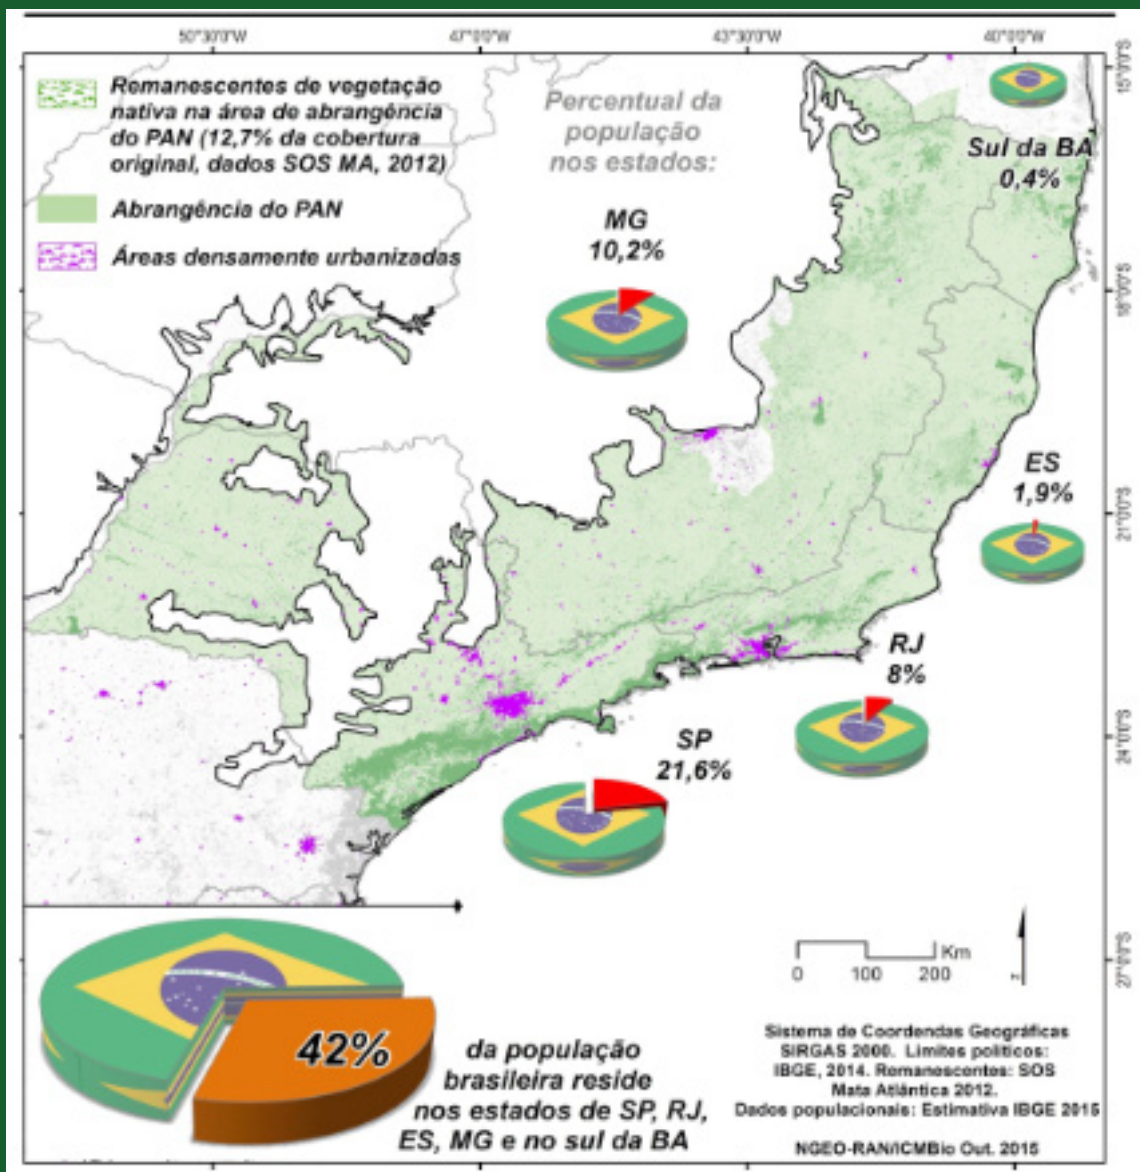 50°30'0"W 47°0'0"W 43°30'0"W 40°0'0"W
15°0'0"S
Remanescentes de vegetação
nativa na área de abrangência
do PAN (12,7% da cobertura
original, dados SOS MA, 2012)
Abrangência do PAN
Áreas densamente urbanizadas
Percentual da
população
nos estados:
Sul da BA
0,4%
MG
10,2%
18°0'0"S
ES
1,9%
21°0'0"S
RJ
8%
24°0'0"S
SP
21,6%
27°0'0"S
42%
da população
brasileira reside
nos estados de SP, RJ,
ES, MG e no sul da BA
Km
0 100 200
Sistema de Coordendas Geográficas
SIRGAS 2000. Limites políticos:
IBGE, 2014. Remanescentes: SOS
Mata Atlântica 2012.
Dados populacionais: Estimativa IBGE 2015
NGEO-RAN/ICMBio Out. 2015